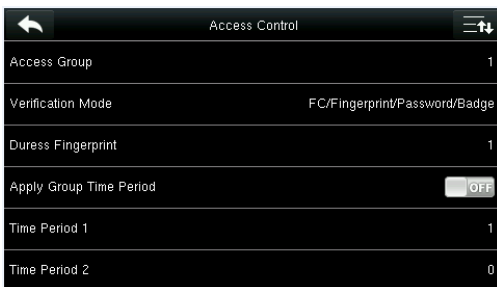 Access Control
Access Group 1
Verification Mode FC/Fingerprint/Password/Badge
Duress Fingerprint 1
Apply Group Time Period OFF
Time Period 1 1
Time Period 2 0